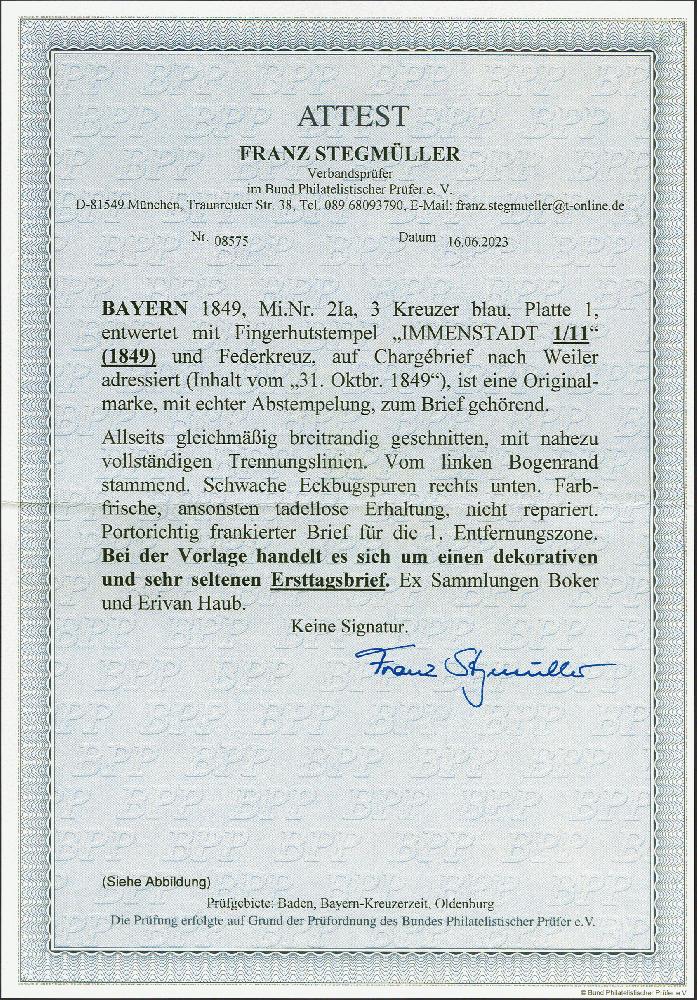 ATTEST
FRANZ STEGMÜLLER
Verbandsprüfer
im Bund Philatelistischer Prüfer e. V.
D-81549 München, Traunreuter Str. 38, Tel. 089 68093790, E-Mail: franz.stegmueller@t-online.de
Nr. 08575 Datum 16.06.2023
BAYERN 1849, Mi.Nr. 2Ia, 3 Kreuzer blau, Platte 1,
entwertet mit Fingerhutstempel „IMMENSTADT 1/11“
(1849) und Federkreuz, auf Chargébrief nach Weiler
adressiert (Inhalt vom „31. Oktbr. 1849“), ist eine Original-
marke, mit echter Abstempelung, zum Brief gehörend.
Allseits gleichmäßig breitrandig geschnitten, mit nahezu
vollständigen Trennungslinien. Vom linken Bogenrand
stammend. Schwache Eckbugspuren rechts unten. Farb-
frische, ansonsten tadellose Erhaltung, nicht repariert.
Portorichtig frankierter Brief für die 1. Entfernungszone.
Bei der Vorlage handelt es sich um einen dekorativen
und sehr seltenen Ersttagsbrief. Ex Sammlungen Boker
und Erivan Haub.
Keine Signatur.
Franz Stegmüller
(Siehe Abbildung)
Prüfgebiete: Baden, Bayern-Kreuzerzeit, Oldenburg
Die Prüfung erfolgte auf Grund der Prüfordnung des Bundes Philatelistischer Prüfer e.V.
© Bund Philatelistischer Prüfer e.V.